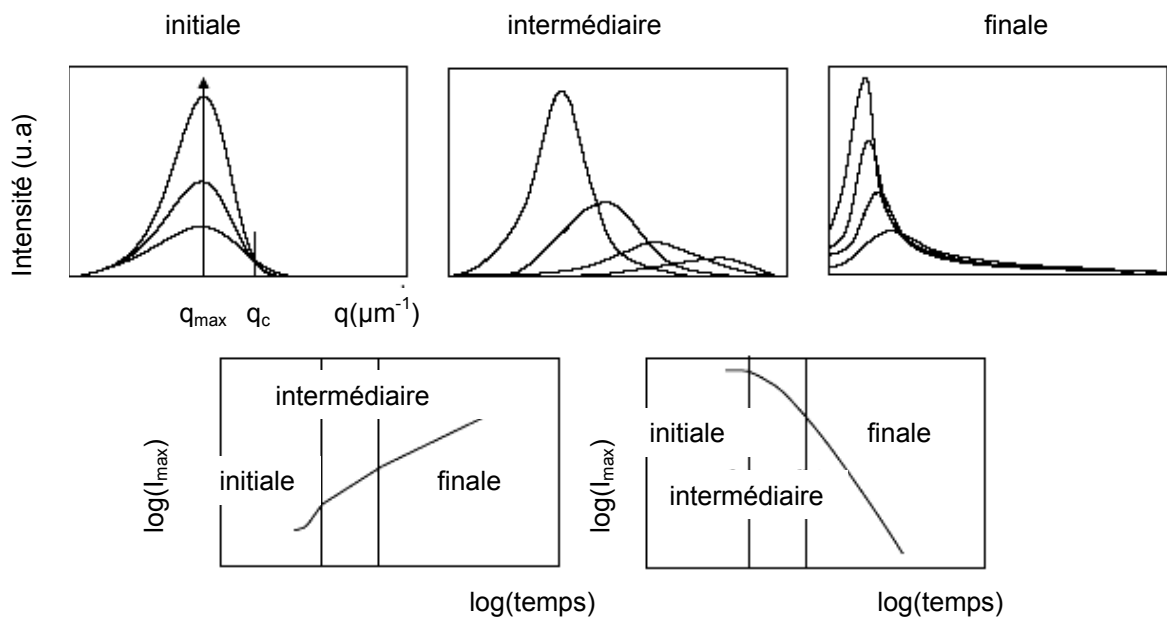 initiale
intermédiaire
finale
Intensité (u.a)
q_max
q_c
q(µm⁻¹)
log(I_max)
initiale
intermédiaire
finale
log(temps)
log(I_max)
initiale
intermédiaire
finale
log(temps)